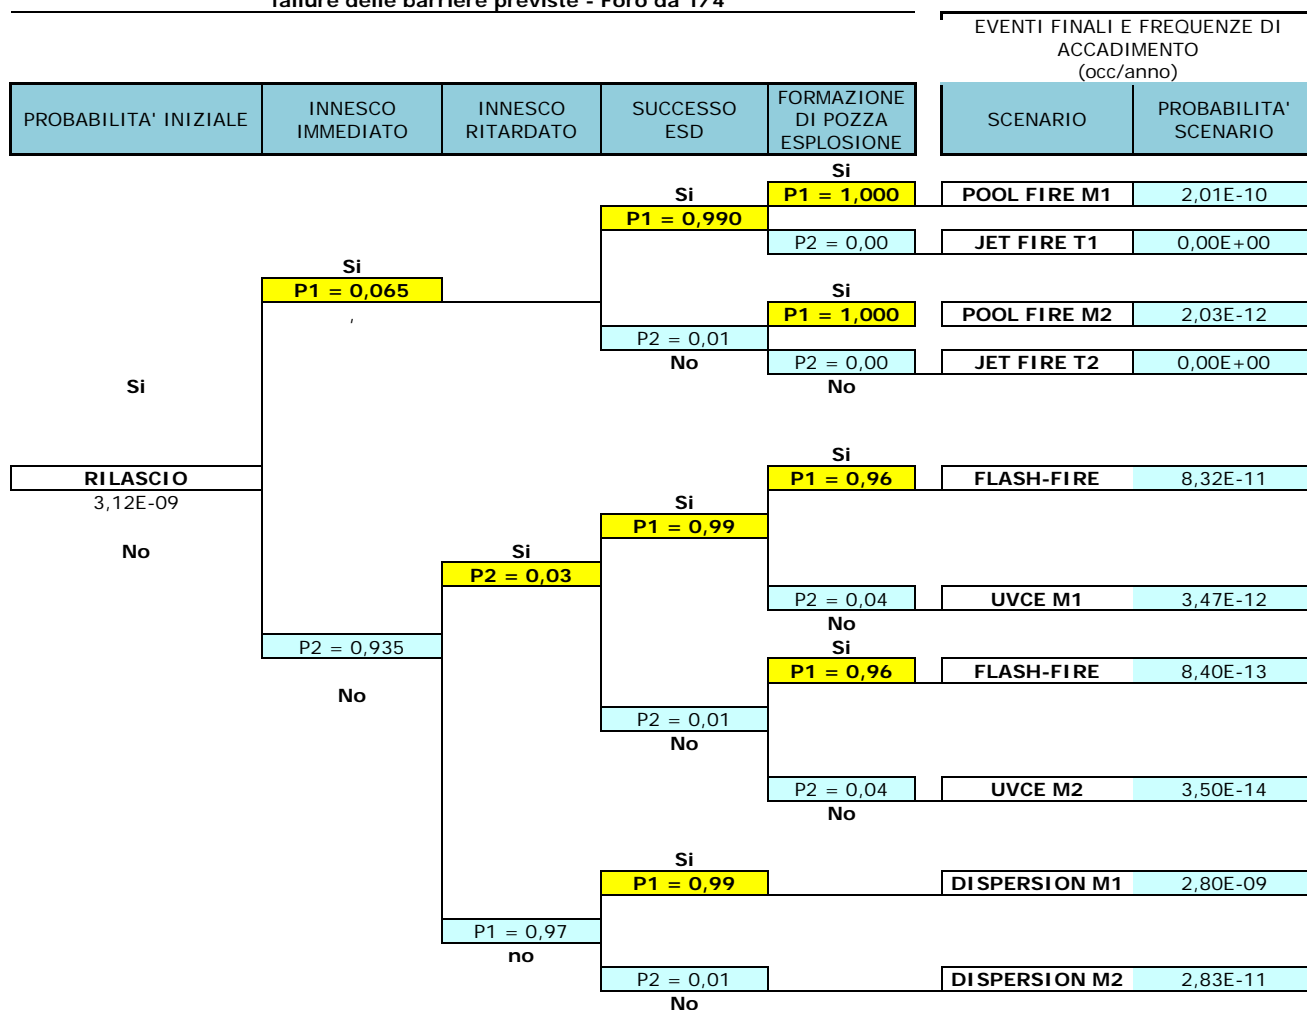 failure delle barriere previste - Foro da 1/4"
EVENTI FINALI E FREQUENZE DI
ACCADIMENTO
(occ/anno)
PROBABILITA' INIZIALE
INNESCO
IMMEDIATO
INNESCO
RITARDATO
SUCCESSO
ESD
FORMAZIONE
DI POZZA
ESPLOSIONE
SCENARIO
PROBABILITA'
SCENARIO
Si
Si
P1 = 1,000
POOL FIRE M1
2,01E-10
P1 = 0,990
P2 = 0,00
JET FIRE T1
0,00E+00
Si
P1 = 0,065
Si
,
P1 = 1,000
POOL FIRE M2
2,03E-12
P2 = 0,01
No
P2 = 0,00
JET FIRE T2
0,00E+00
Si
No
Si
RILASCIO
P1 = 0,96
FLASH-FIRE
8,32E-11
3,12E-09
Si
P1 = 0,99
No
Si
P2 = 0,03
P2 = 0,04
UVCE M1
3,47E-12
No
P2 = 0,935
Si
P1 = 0,96
FLASH-FIRE
8,40E-13
No
P2 = 0,01
No
P2 = 0,04
UVCE M2
3,50E-14
No
Si
P1 = 0,99
DISPERSION M1
2,80E-09
P1 = 0,97
no
P2 = 0,01
DISPERSION M2
2,83E-11
No